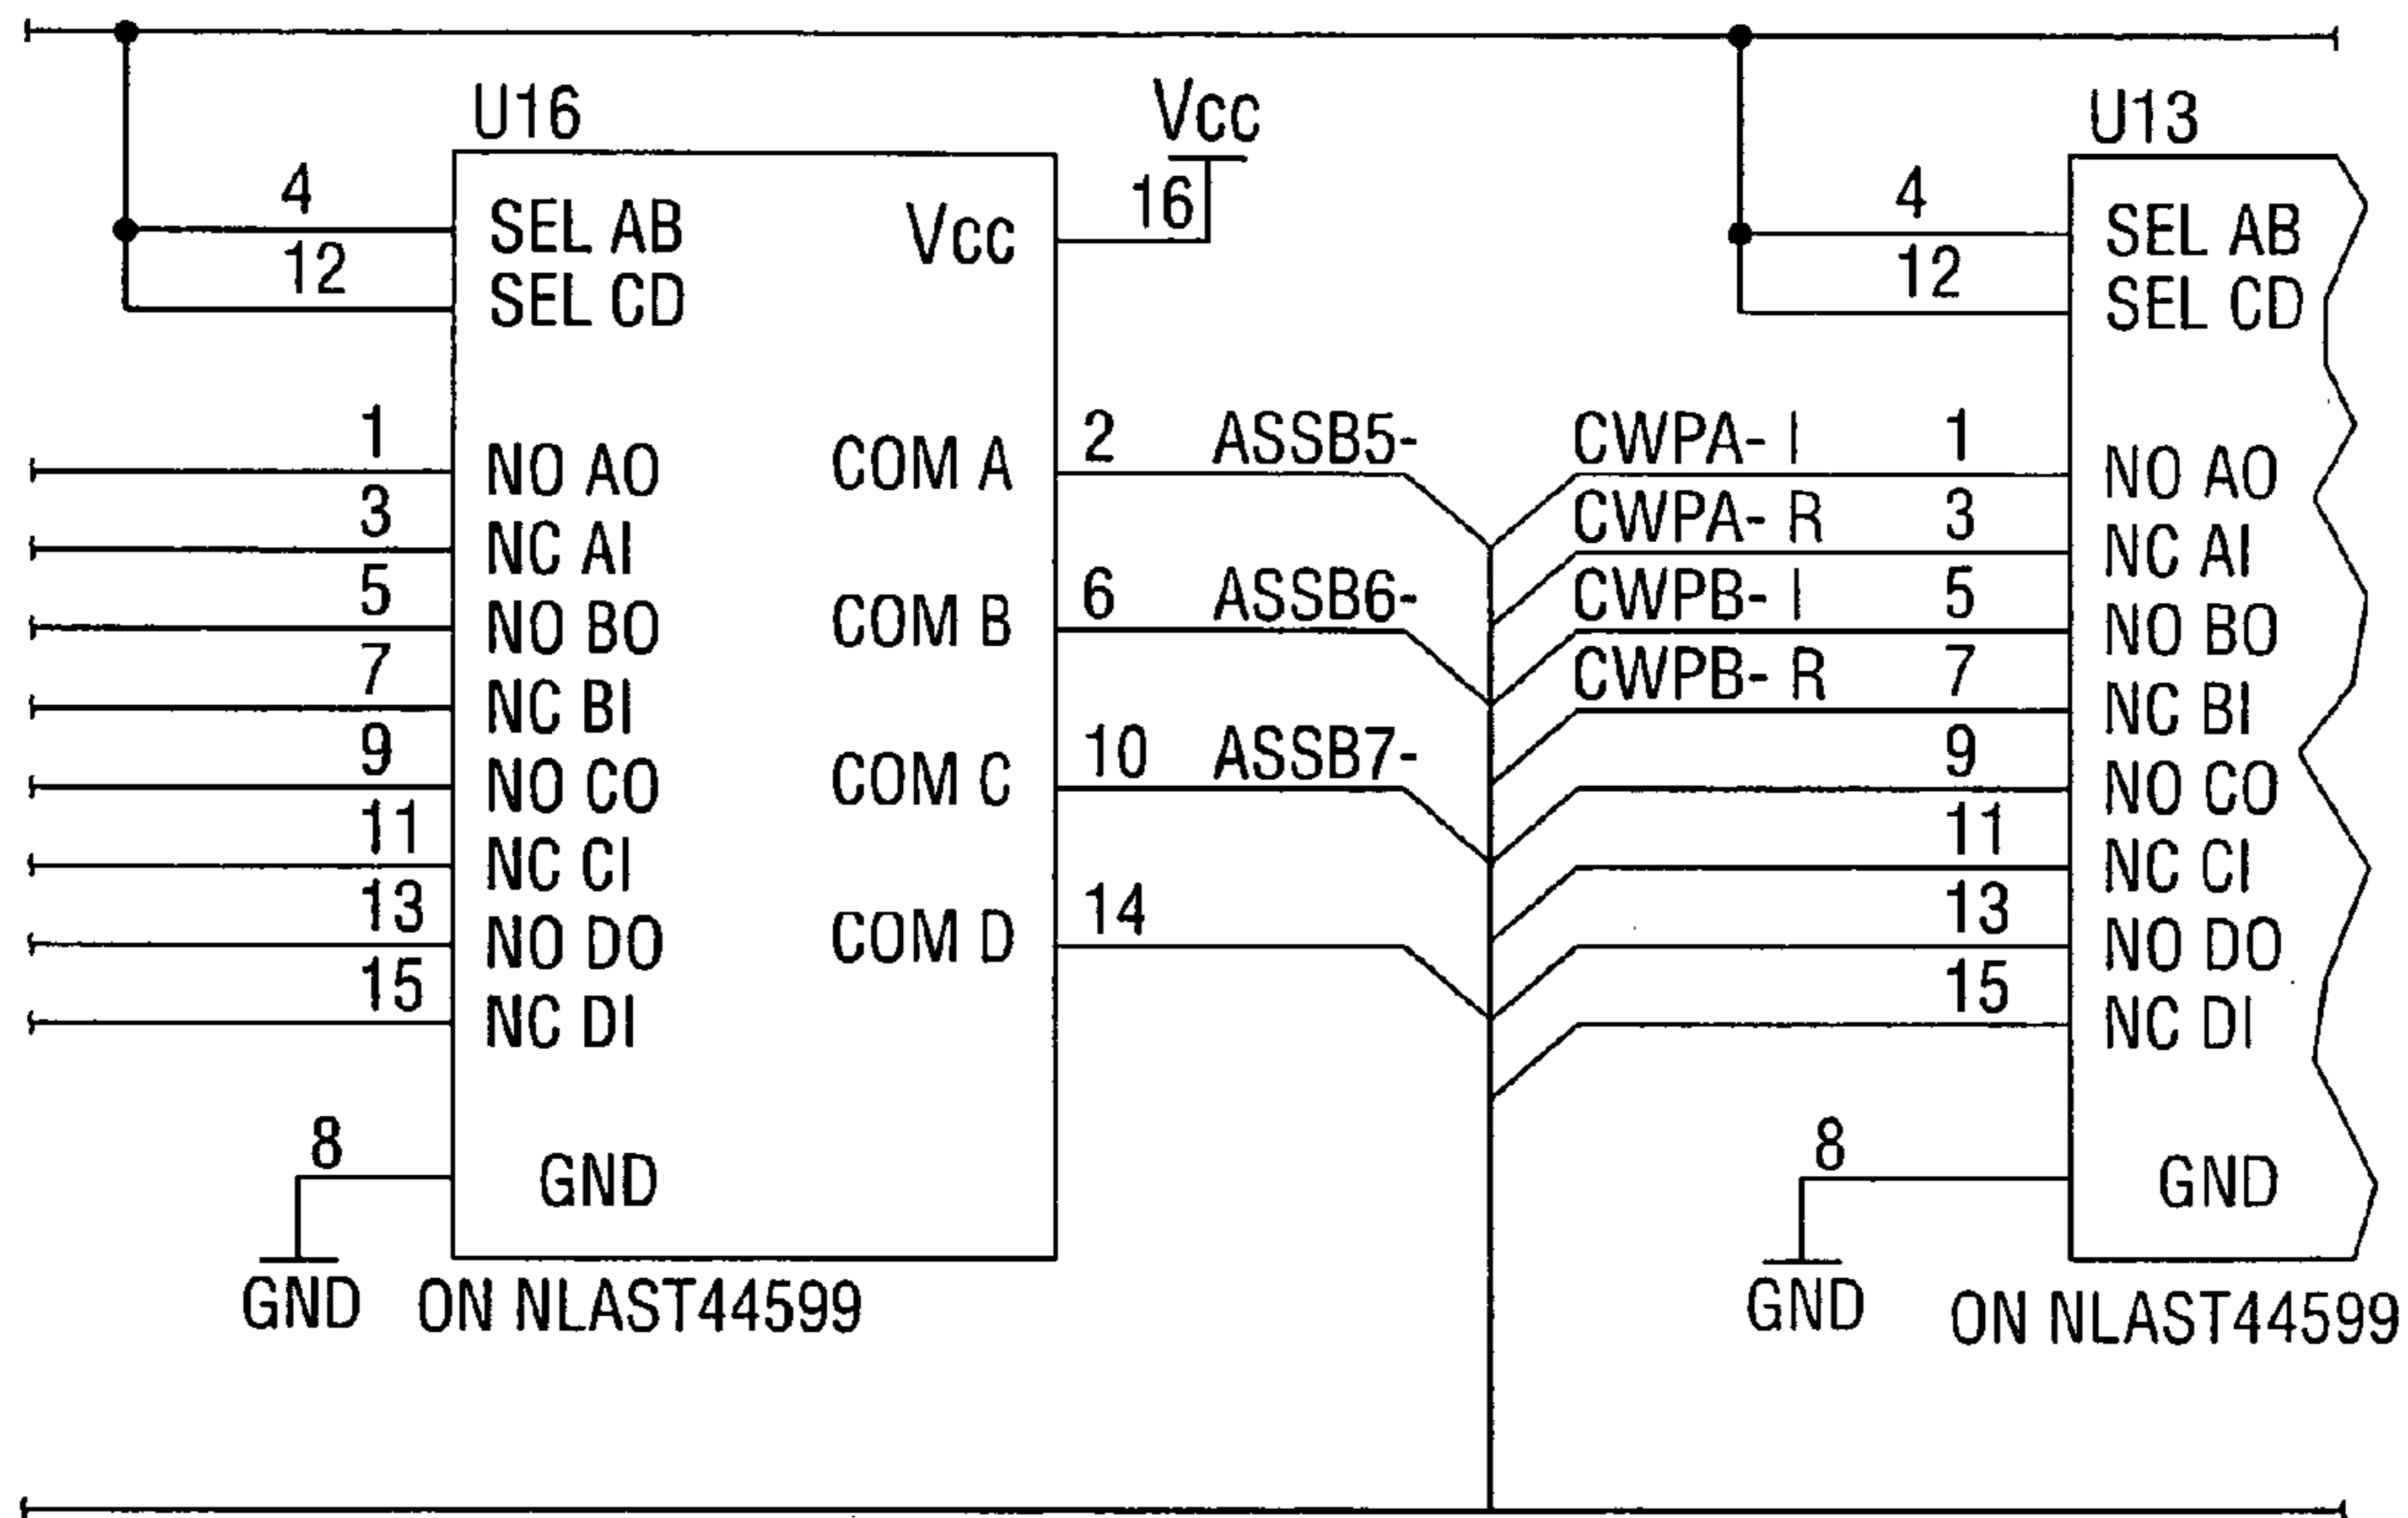 U16
Vcc
U13
4
SEL AB
Vcc
16
4
SEL AB
12
SEL CD
12
SEL CD
1
NO AO
COM A
2
ASSB5-
CWPA- I
1
NO AO
3
NC AI
CWPA- R
3
NC AI
5
NO BO
COM B
6
ASSB6-
CWPB- I
5
NO BO
7
NC BI
CWPB- R
7
NC BI
9
NO CO
COM C
10
ASSB7-
9
NO CO
11
NC CI
11
NC CI
13
NO DO
COM D
14
13
NO DO
15
NC DI
15
NC DI
8
GND
8
GND
GND
ON NLAST44599
GND
ON NLAST44599